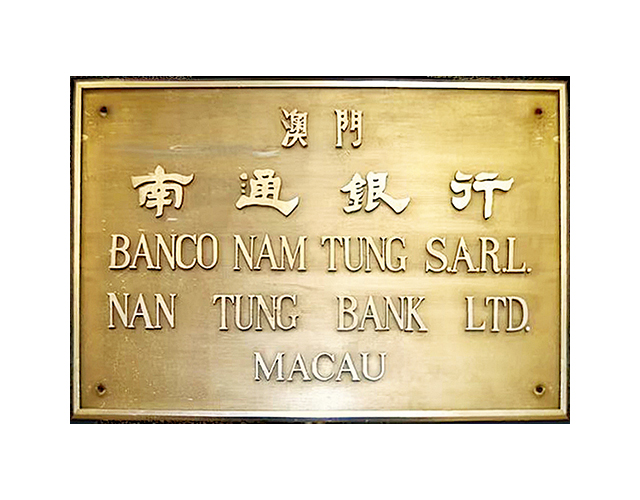 澳門
南通銀行
BANCO NAM TUNG S.A.R.L.
NAN TUNG BANK LTD.
MACAU